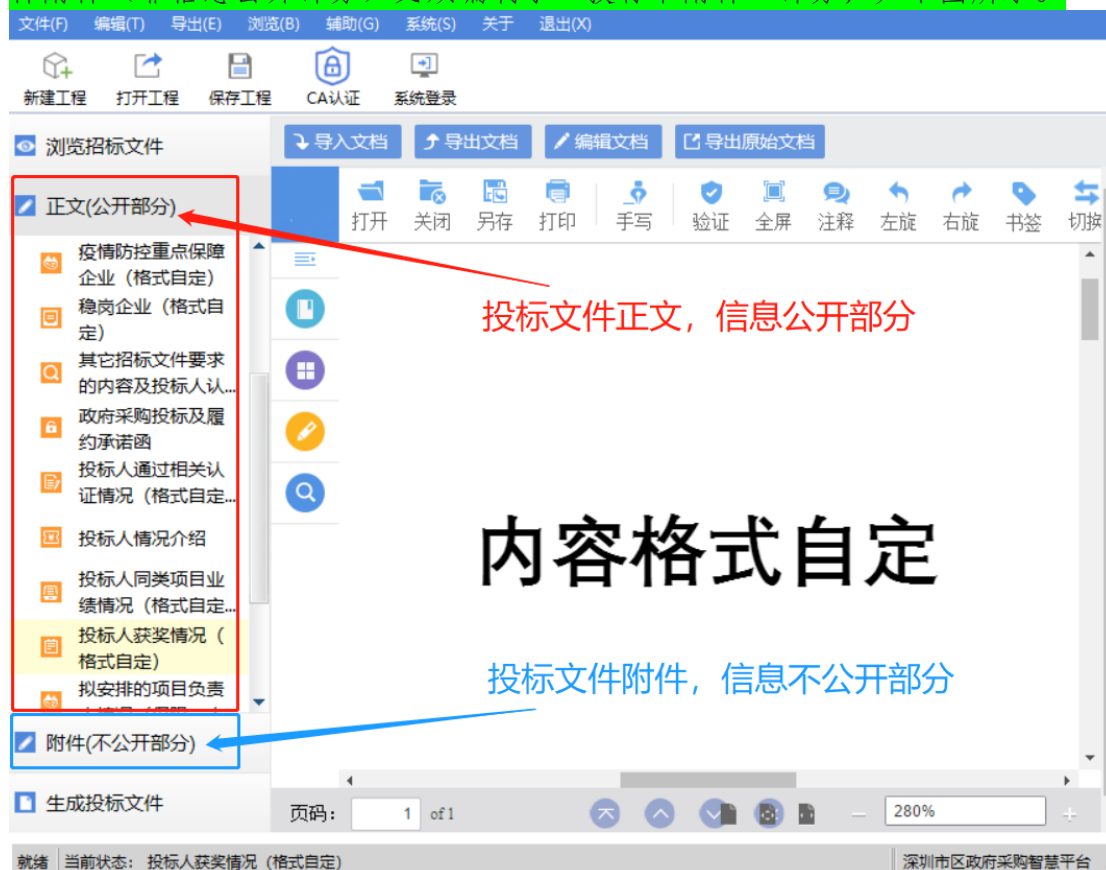 文件(F) 编辑(T) 导出(E) 浏览(B) 辅助(G) 系统(S) 关于 退出(X)
新建工程 打开工程 保存工程 CA认证 系统登录
浏览招标文件
导入文档 导出文档 编辑文档 导出原始文档
正文(公开部分)
打开 关闭 另存 打印 手写 验证 全屏 注释 左旋 右旋 书签 切换
疫情防控重点保障
企业（格式自定）
稳岗企业（格式自
定）
其它招标文件要求
的内容及投标人认...
政府采购投标及履
约承诺函
投标人通过相关认
证情况（格式自定...
投标人情况介绍
投标人同类项目业
绩情况（格式自定...
投标人获奖情况（
格式自定）
拟安排的项目负责
投标文件正文，信息公开部分
内容格式自定
投标文件附件，信息不公开部分
附件(不公开部分)
生成投标文件
页码： 1 of 1 280%
就绪 当前状态： 投标人获奖情况（格式自定） 深圳市区政府采购智慧平台